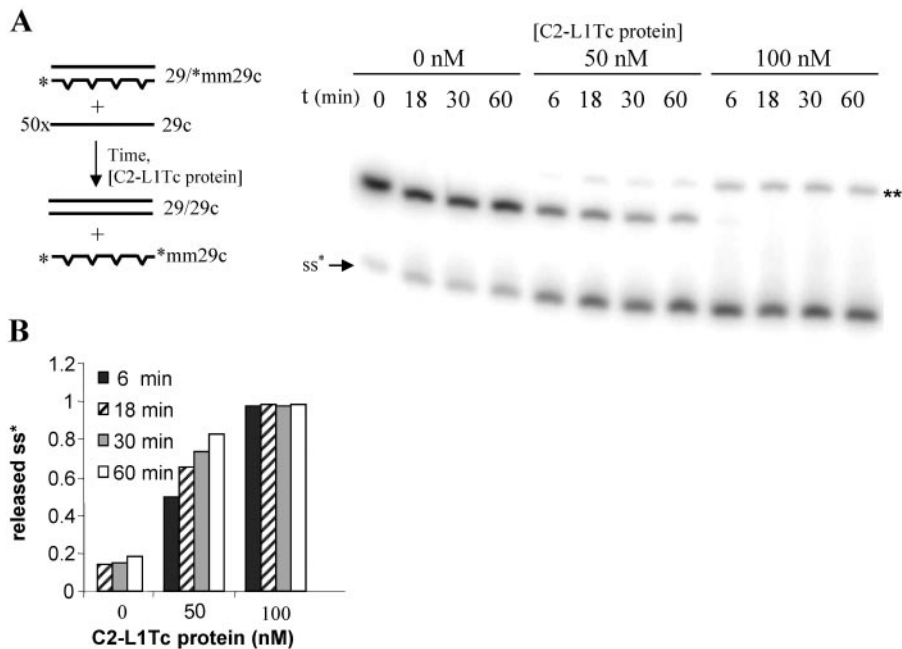 A
[C2-L1Tc protein]
0 nM 50 nM 100 nM
t (min) 0 18 30 60 6 18 30 60 6 18 30 60
* 29/*mm29c
+
50x 29c
Time,
[C2-L1Tc protein]
29/29c
+
* *mm29c
**
ss*
B
1.2
1
0.8
0.6
0.4
0.2
0
6 min
18 min
30 min
60 min
released ss*
0 50 100
C2-L1Tc protein (nM)